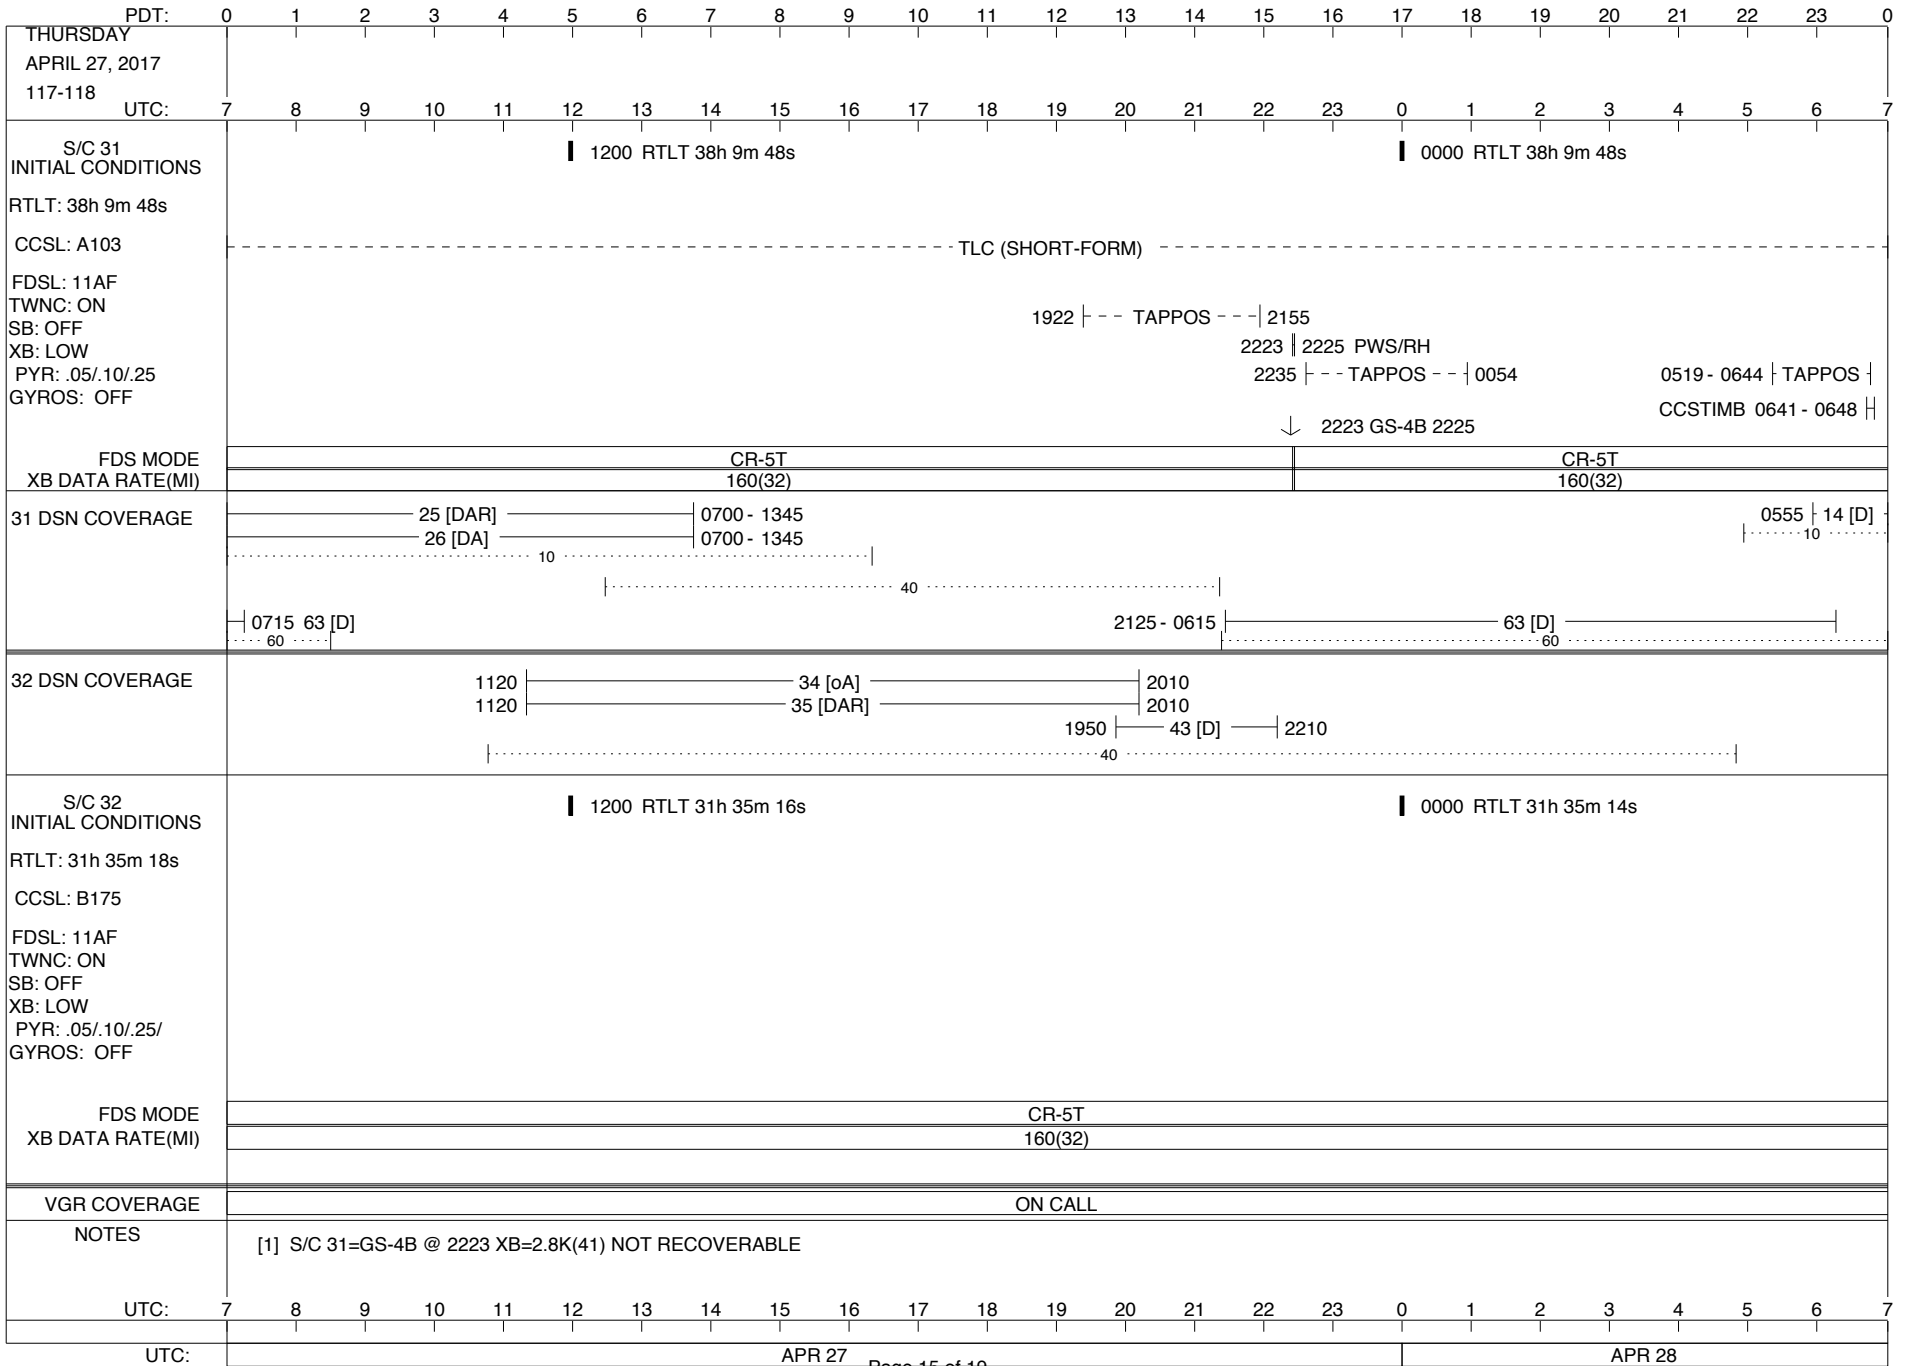 PDT: 0 1 2 3 4 5 6 7 8 9 10 11 12 13 14 15 16 17 18 19 20 21 22 23 0
THURSDAY
APRIL 27, 2017
117-118
UTC: 7 8 9 10 11 12 13 14 15 16 17 18 19 20 21 22 23 0 1 2 3 4 5 6 7
S/C 31
INITIAL CONDITIONS
1200 RTLT 38h 9m 48s
0000 RTLT 38h 9m 48s
RTLT: 38h 9m 48s
CCSL: A103
TLC (SHORT-FORM)
FDSL: 11AF
TWNC: ON
SB: OFF
XB: LOW
PYR: .05/.10/.25
GYROS: OFF
1922 TAPPOS 2155
2223 2225 PWS/RH
2235 TAPPOS 0054
0519 - 0644 TAPPOS
CCSTIMB 0641 - 0648
2223 GS-4B 2225
FDS MODE CR-5T CR-5T
XB DATA RATE(MI) 160(32) 160(32)
31 DSN COVERAGE
25 [DAR] 0700 - 1345
0555 14 [D]
26 [DA] 0700 - 1345
10
10
40
0715 63 [D]
2125 - 0615 63 [D]
60
60
32 DSN COVERAGE
1120 34 [oA] 2010
1120 35 [DAR] 2010
1950 43 [D] 2210
40
S/C 32
INITIAL CONDITIONS
1200 RTLT 31h 35m 16s
0000 RTLT 31h 35m 14s
RTLT: 31h 35m 18s
CCSL: B175
FDSL: 11AF
TWNC: ON
SB: OFF
XB: LOW
PYR: .05/.10/.25/
GYROS: OFF
FDS MODE CR-5T
XB DATA RATE(MI) 160(32)
VGR COVERAGE ON CALL
NOTES
[1] S/C 31=GS-4B @ 2223 XB=2.8K(41) NOT RECOVERABLE
UTC: 7 8 9 10 11 12 13 14 15 16 17 18 19 20 21 22 23 0 1 2 3 4 5 6 7
UTC: APR 27 APR 28
Page 15 of 19